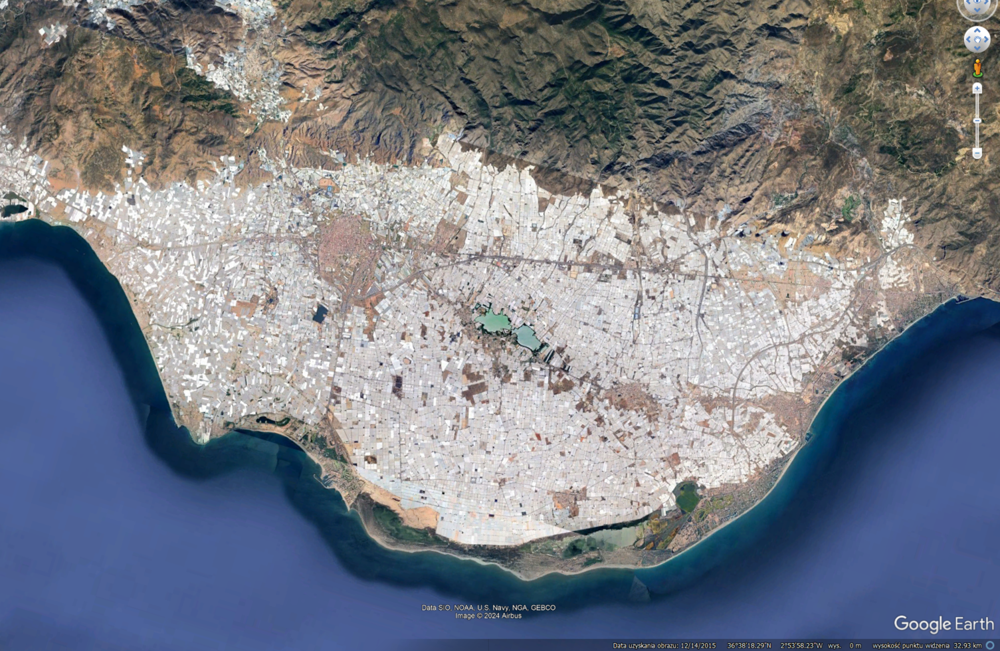 Data SIO, NOAA, U.S. Navy, NGA, GEBCO
Image © 2024 Airbus
Google Earth
Data uzyskania obrazu: 12/14/2015 36°38'18.29"N 2°53'58.23"W wys. 0 m wysokość punktu widzenia 32.93 km